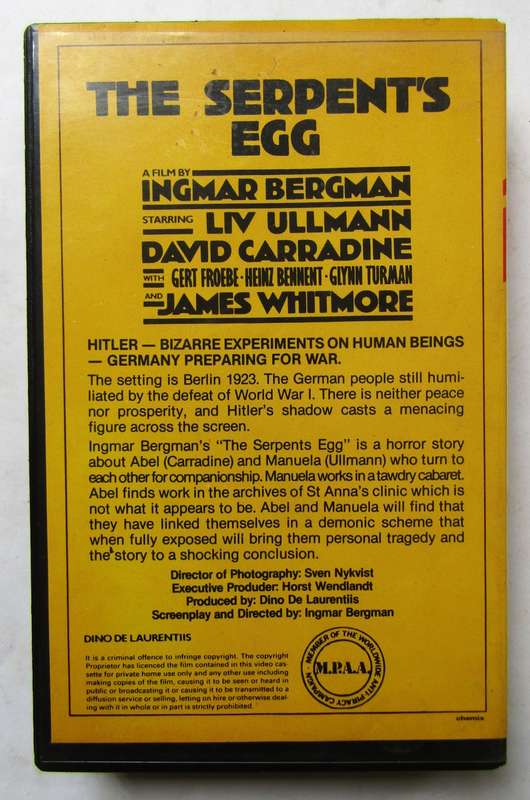 THE SERPENT'S
EGG
A FILM BY
INGMAR BERGMAN
STARRING LIV ULLMANN
DAVID CARRADINE
WITH GERT FROEBE · HEINZ BENNENT · GLYNN TURMAN
AND JAMES WHITMORE
HITLER — BIZARRE EXPERIMENTS ON HUMAN BEINGS
— GERMANY PREPARING FOR WAR.
The setting is Berlin 1923. The German people still humi-
liated by the defeat of World War I. There is neither peace
nor prosperity, and Hitler's shadow casts a menacing
figure across the screen.
Ingmar Bergman's "The Serpents Egg" is a horror story
about Abel (Carradine) and Manuela (Ullmann) who turn to
each other for companionship. Manuela works in a tawdry cabaret.
Abel finds work in the archives of St Anna's clinic which is
not what it appears to be. Abel and Manuela will find that
they have linked themselves in a demonic scheme that
when fully exposed will bring them personal tragedy and
the story to a shocking conclusion.
Director of Photography: Sven Nykvist
Executive Produder: Horst Wendlandt
Produced by: Dino De Laurentiis
Screenplay and Directed by: Ingmar Bergman
DINO DE LAURENTIIS
It is a criminal offence to infringe copyright. The copyright
Proprietor has licenced the film contained in this video cas-
sette for private home use only and any other use including
making copies of the film, causing it to be seen or heard in
public or broadcasting it or causing it to be transmitted to a
diffusion service or selling, letting on hire or otherwise deal-
ing with it in whole or in part is strictly prohibited.
MEMBER OF THE WORLDWIDE ANTI PIRACY CAMPAIGN
M.P.A.A.
chemis